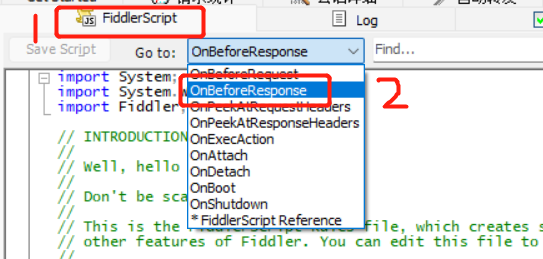 FiddlerScript
Log
1
Save Script
Go to:
OnBeforeResponse
Find...
OnBeforeRequest
OnBeforeResponse
2
OnPeekAtRequestHeaders
OnPeekAtResponseHeaders
OnExecAction
OnAttach
OnDetach
OnBoot
OnShutdown
* FiddlerScript Reference
import System;
import System.
import Fiddler;
// INTRODUCTION
//
// Well, hello
//
// Don't be sca
//
// This is the FiddlerScript Rules file, which creates s
// other features of Fiddler. You can edit this file to
//